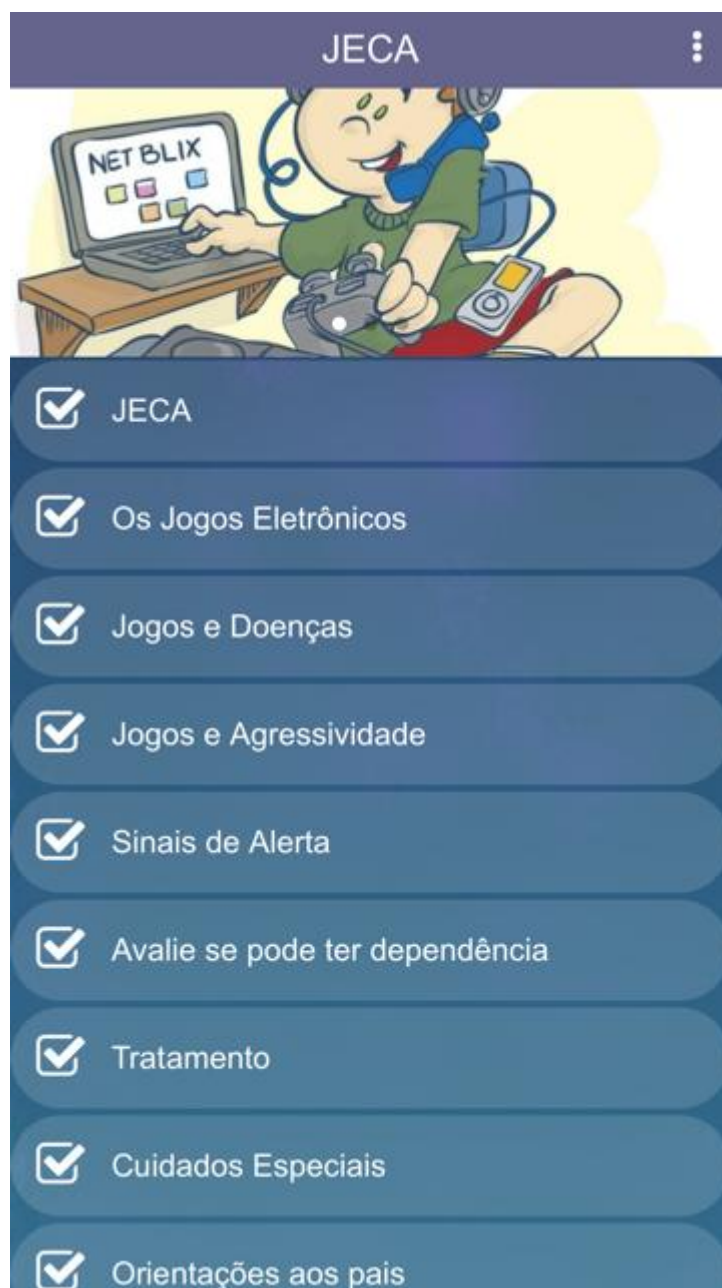 JECA
NET BLIX
JECA
Os Jogos Eletrônicos
Jogos e Doenças
Jogos e Agressividade
Sinais de Alerta
Avalie se pode ter dependência
Tratamento
Cuidados Especiais
Orientações aos pais